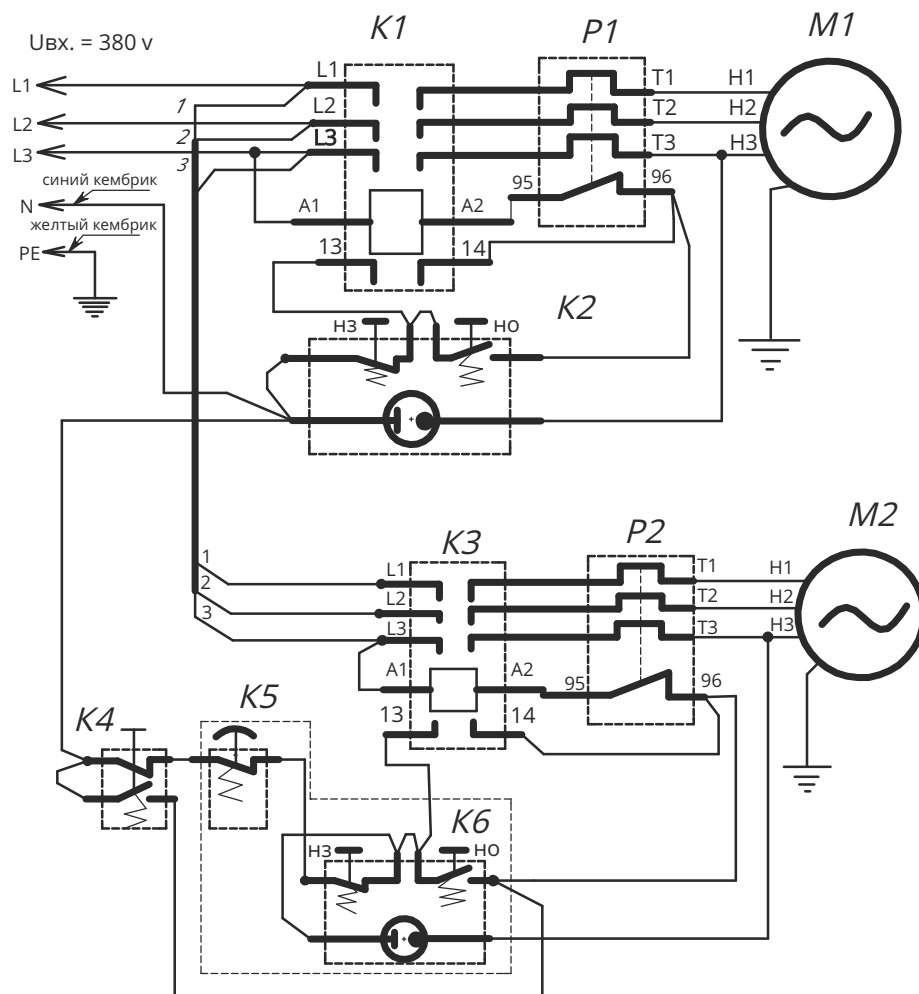 K1
P1
M1
Uвх. = 380 v
L1
L1
T1
H1
1
L2
L2
T2
H2
2
L3
L3
T3
H3
3
синий кембрик
N
95
96
A1
A2
желтый кембрик
PE
13
14
K2
НЗ
НО
M2
K3
P2
1
L1
T1
H1
2
L2
T2
H2
3
L3
T3
H3
A1
A2
95
96
K4
K5
13
14
K6
НЗ
НО